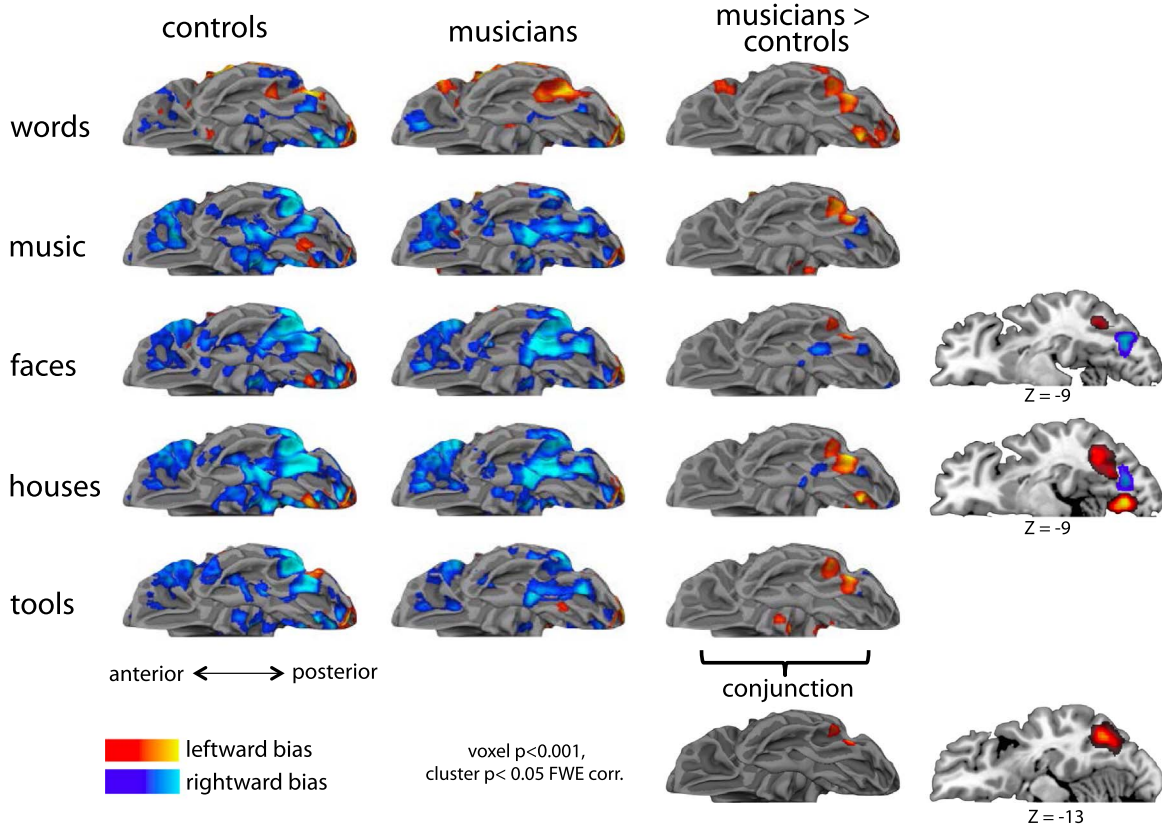 controls
musicians
musicians >
controls
words
music
faces
Z = -9
houses
Z = -9
tools
anterior
posterior
conjunction
leftward bias
rightward bias
voxel p<0.001,
cluster p< 0.05 FWE corr.
Z = -13